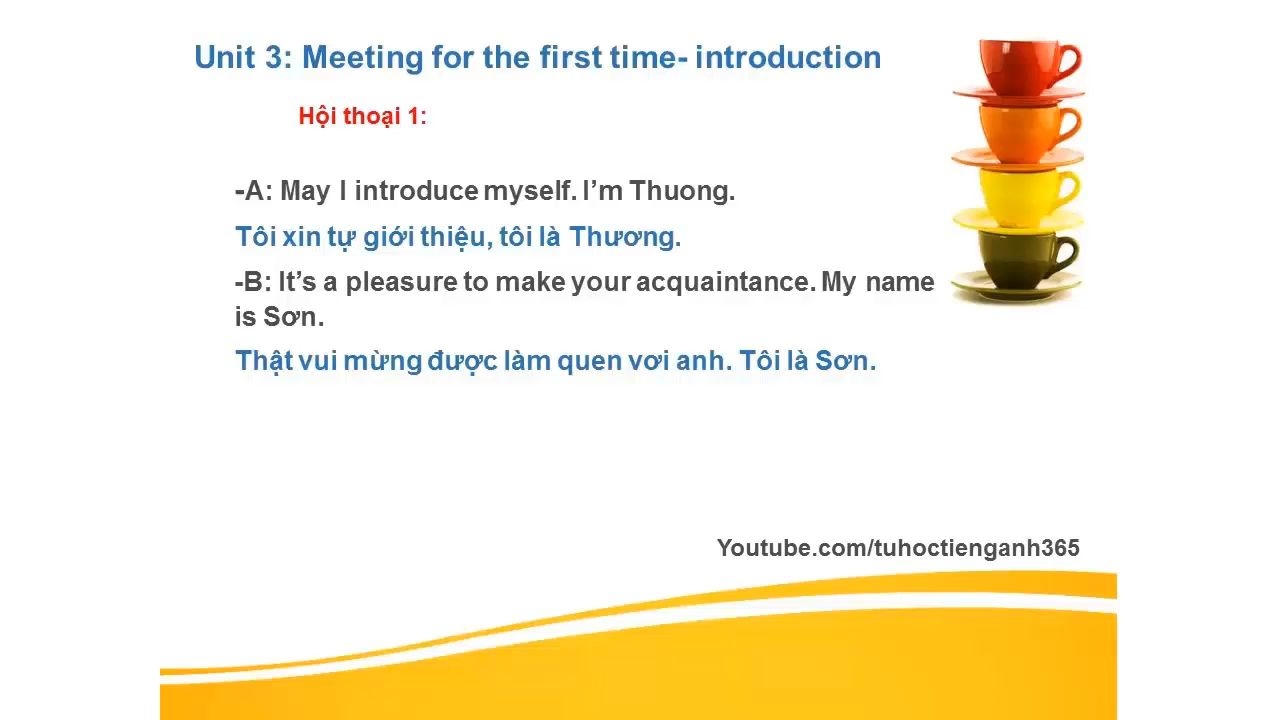 Unit 3: Meeting for the first time- introduction
Hội thoại 1:
-A: May I introduce myself. I’m Thuong.
Tôi xin tự giới thiệu, tôi là Thương.
-B: It’s a pleasure to make your acquaintance. My name
is Sơn.
Thật vui mừng được làm quen vơi anh. Tôi là Sơn.
Youtube.com/tuhoctienganh365